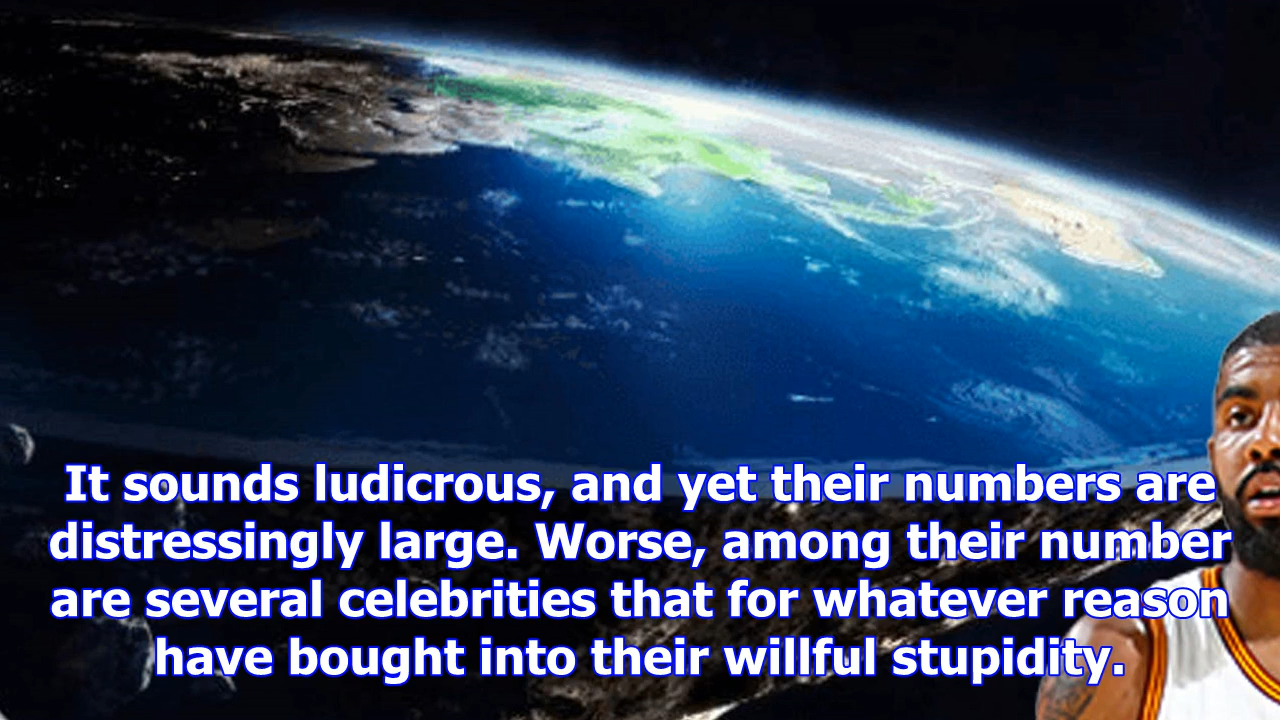 It sounds ludicrous, and yet their numbers are
distressingly large. Worse, among their number
are several celebrities that for whatever reason
have bought into their willful stupidity.